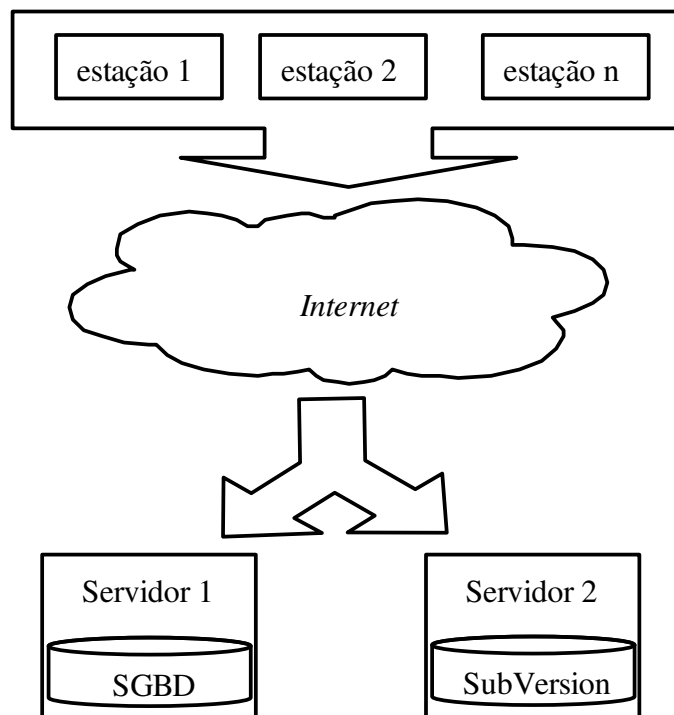 estação 1
estação 2
estação n
Internet
Servidor 1
Servidor 2
SGBD
SubVersion